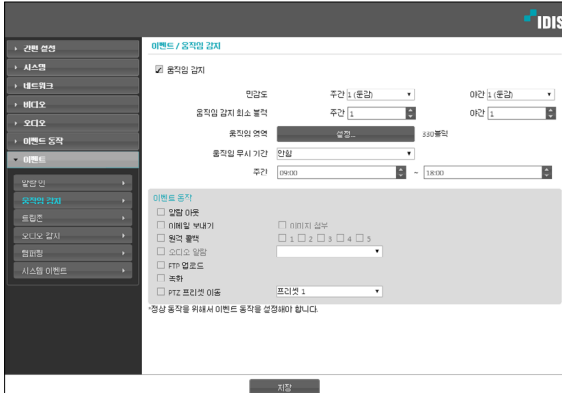 IDIS
간편 설정
시스템
네트워크
비디오
오디오
이벤트 동작
이벤트
알람 인
움직임 감지
트립존
오디오 감지
탬퍼링
시스템 이벤트
이벤트 / 움직임 감지
움직임 감지
민감도 주간 1 (둔감) 야간 1 (둔감)
움직임 감지 최소 블럭 주간 1 야간 1
움직임 영역 설정... 330블럭
움직임 무시 기간 안함
주간 09:00 ~ 18:00
이벤트 동작
알람 아웃
이메일 보내기 이미지 첨부
원격 콜백 1 2 3 4 5
오디오 알람
FTP 업로드
녹화
PTZ 프리셋 이동 프리셋 1
*정상 동작을 위해서 이벤트 동작을 설정해야 합니다.
저장